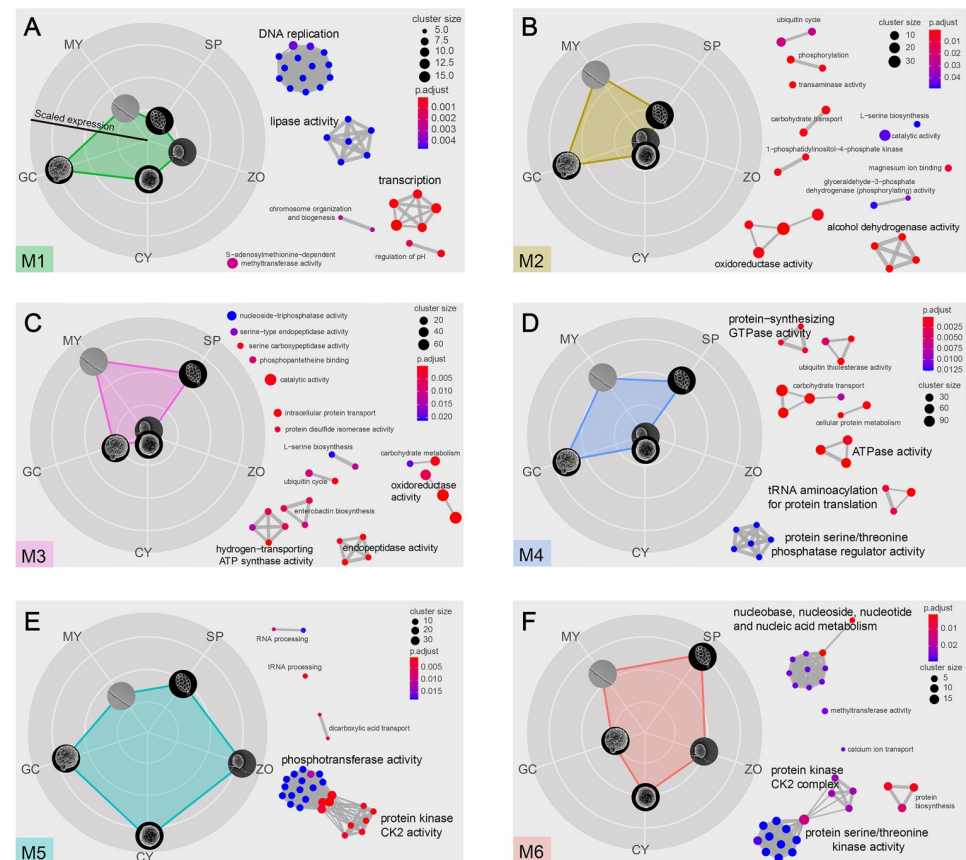 A
MY
SP
GC
ZO
CY
Scaled expression
M1
DNA replication
lipase activity
transcription
chromosome organization
and biogenesis
S-adenosylmethionine-dependent
methyltransferase activity
regulation of pH
cluster size
5.0
7.5
10.0
12.5
15.0
p.adjust
0.001
0.002
0.003
0.004
B
MY
SP
GC
ZO
CY
M2
ubiquitin cycle
phosphorylation
transaminase activity
carbohydrate transport
L-serine biosynthesis
catalytic activity
1-phosphatidylinositol-4-phosphate kinase
magnesium ion binding
glyceraldehyde-3-phosphate
dehydrogenase (phosphorylating) activity
alcohol dehydrogenase activity
oxidoreductase activity
cluster size
10
20
30
p.adjust
0.01
0.02
0.03
0.04
C
MY
SP
GC
ZO
CY
M3
nucleoside-triphosphatase activity
serine-type endopeptidase activity
serine carboxypeptidase activity
phosphopantetheine binding
catalytic activity
intracellular protein transport
protein disulfide isomerase activity
L-serine biosynthesis
carbohydrate metabolism
ubiquitin cycle
oxidoreductase
activity
enterobactin biosynthesis
hydrogen-transporting
ATP synthase activity
endopeptidase activity
cluster size
20
40
60
p.adjust
0.005
0.010
0.015
0.020
D
MY
SP
GC
ZO
CY
M4
protein-synthesizing
GTPase activity
ubiquitin thiolesterase activity
carbohydrate transport
cellular protein metabolism
ATPase activity
tRNA aminoacylation
for protein translation
protein serine/threonine
phosphatase regulator activity
p.adjust
0.0025
0.0050
0.0075
0.0100
0.0125
cluster size
30
60
90
E
MY
SP
GC
ZO
CY
M5
RNA processing
tRNA processing
dicarboxylic acid transport
phosphotransferase activity
protein kinase
CK2 activity
cluster size
10
20
30
p.adjust
0.005
0.010
0.015
F
MY
SP
GC
ZO
CY
M6
nucleobase, nucleoside, nucleotide
and nucleic acid metabolism
methyltransferase activity
calcium ion transport
protein kinase
CK2 complex
protein
biosynthesis
protein serine/threonine
kinase activity
p.adjust
0.01
0.02
cluster size
5
10
15